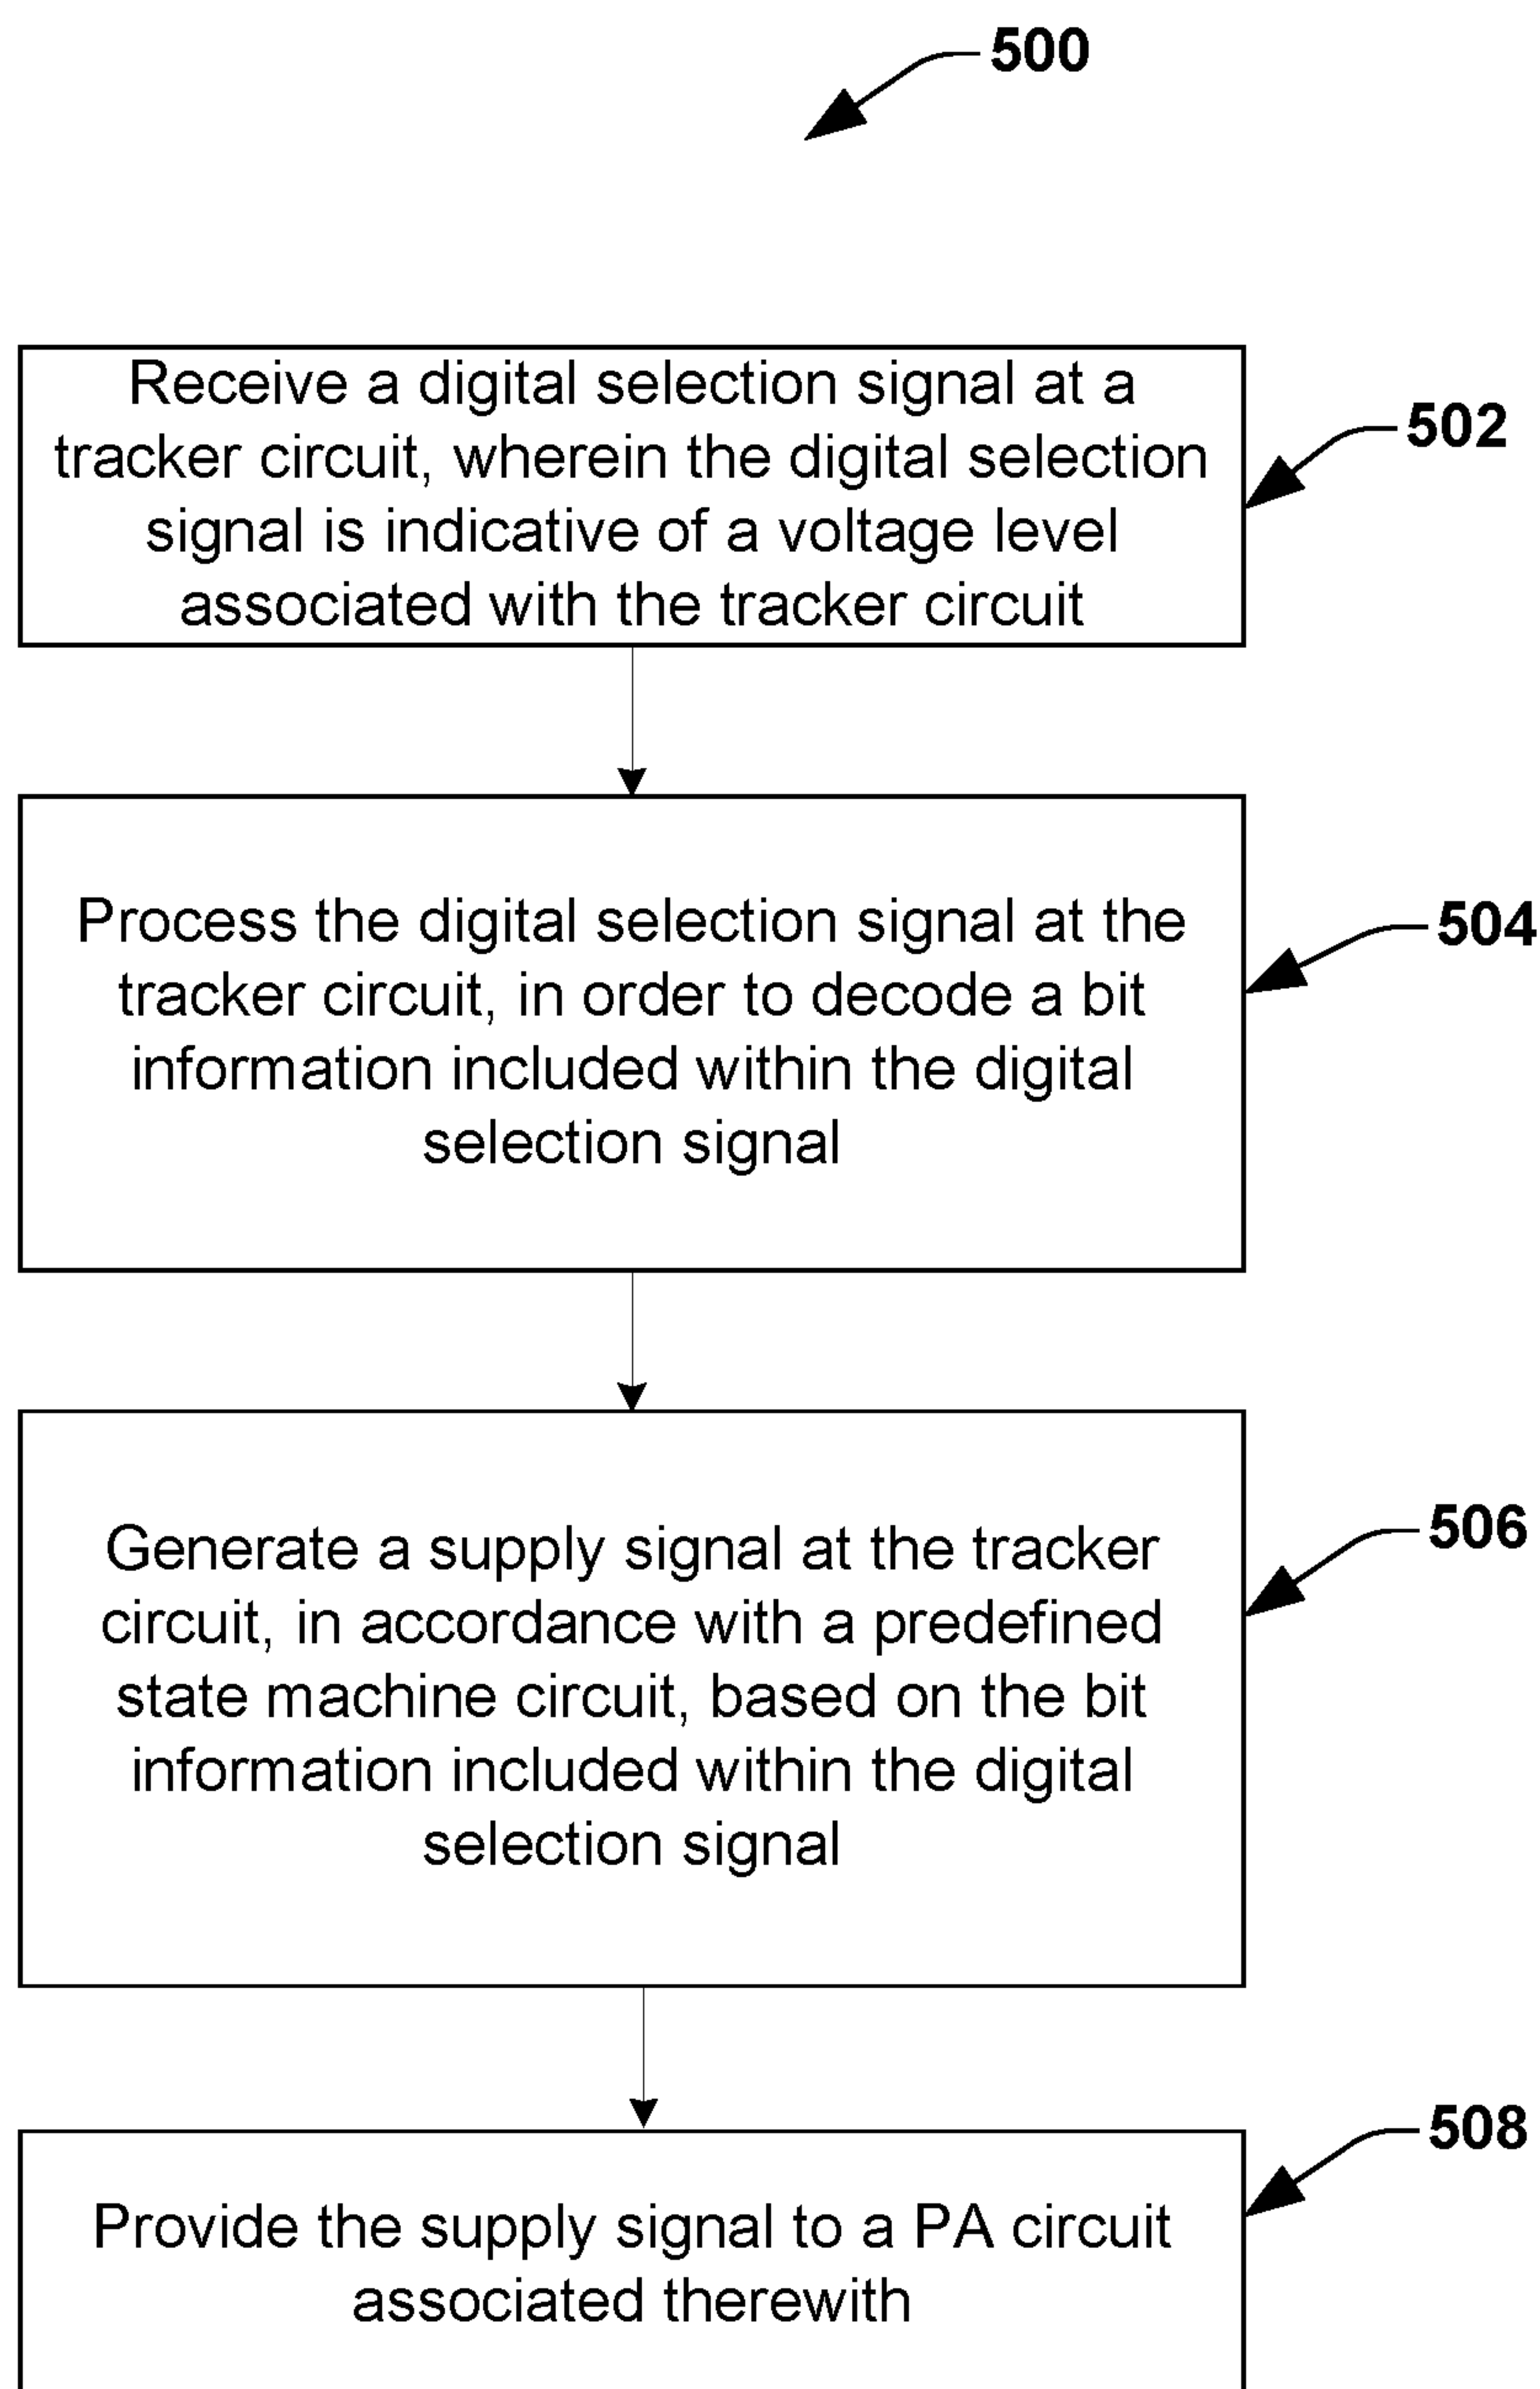 500
Receive a digital selection signal at a
tracker circuit, wherein the digital selection
signal is indicative of a voltage level
associated with the tracker circuit
502
Process the digital selection signal at the
tracker circuit, in order to decode a bit
information included within the digital
selection signal
504
Generate a supply signal at the tracker
circuit, in accordance with a predefined
state machine circuit, based on the bit
information included within the digital
selection signal
506
Provide the supply signal to a PA circuit
associated therewith
508